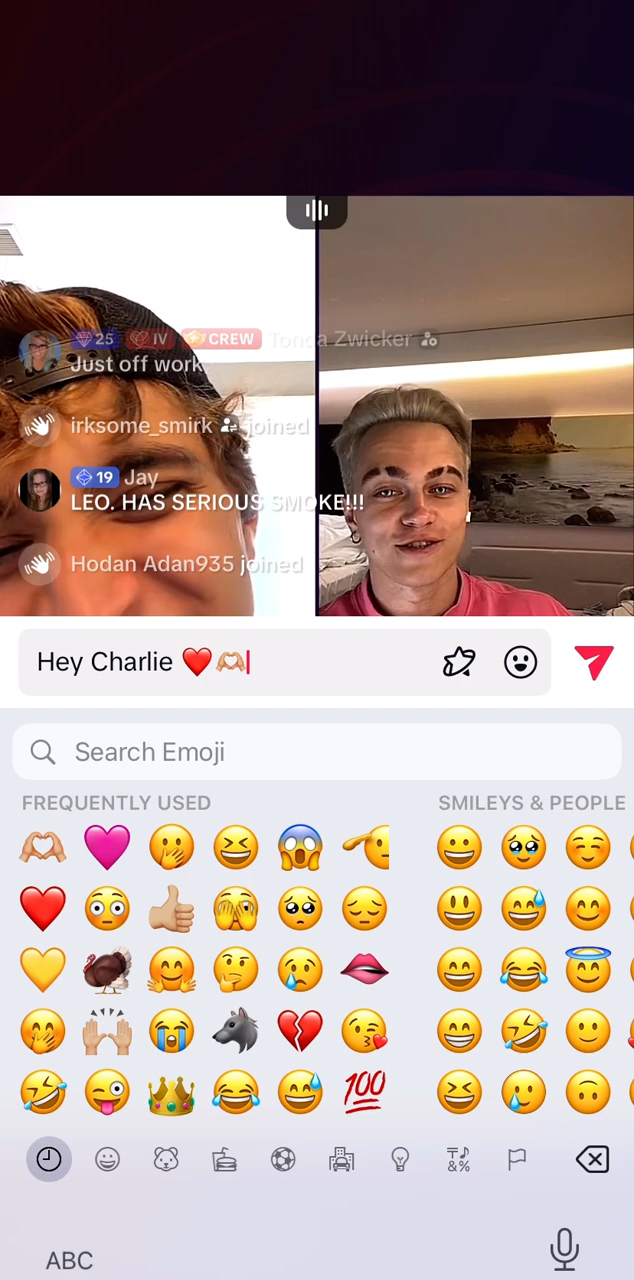 25 IV CREW Tonda Zwicker
Just off work
irksome_smirk joined
19 Jay
LEO. HAS SERIOUS SMOKE!!!
Hodan Adan935 joined
Hey Charlie ❤️🫶🏼
Search Emoji
FREQUENTLY USED SMILEYS & PEOPLE
100
&%
ABC